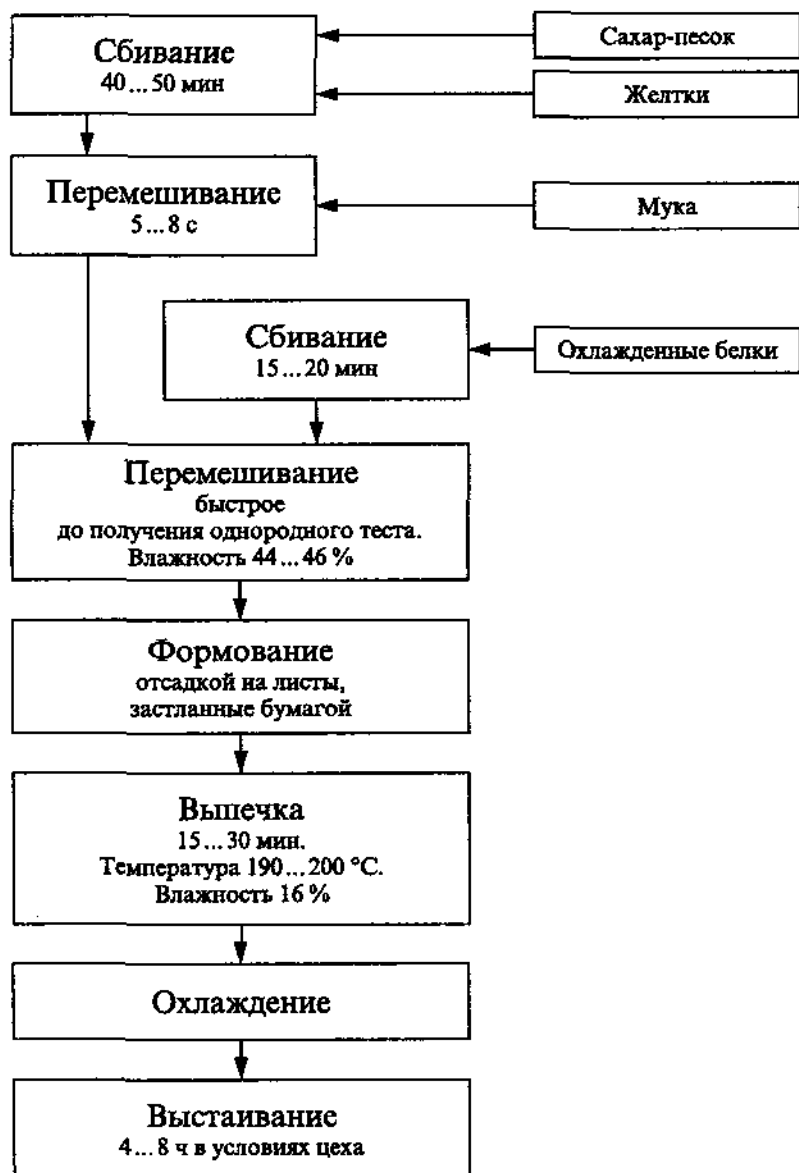 Сбивание
40...50 мин
Сахар-песок
Желтки
Перемешивание
5...8 с
Мука
Сбивание
15...20 мин
Охлажденные белки
Перемешивание
быстрое
до получения однородного теста.
Влажность 44...46 %
Формование
отсадкой на листы,
застланные бумагой
Выпечка
15...30 мин.
Температура 190...200 °С.
Влажность 16 %
Охлаждение
Выстаивание
4...8 ч в условиях цеха